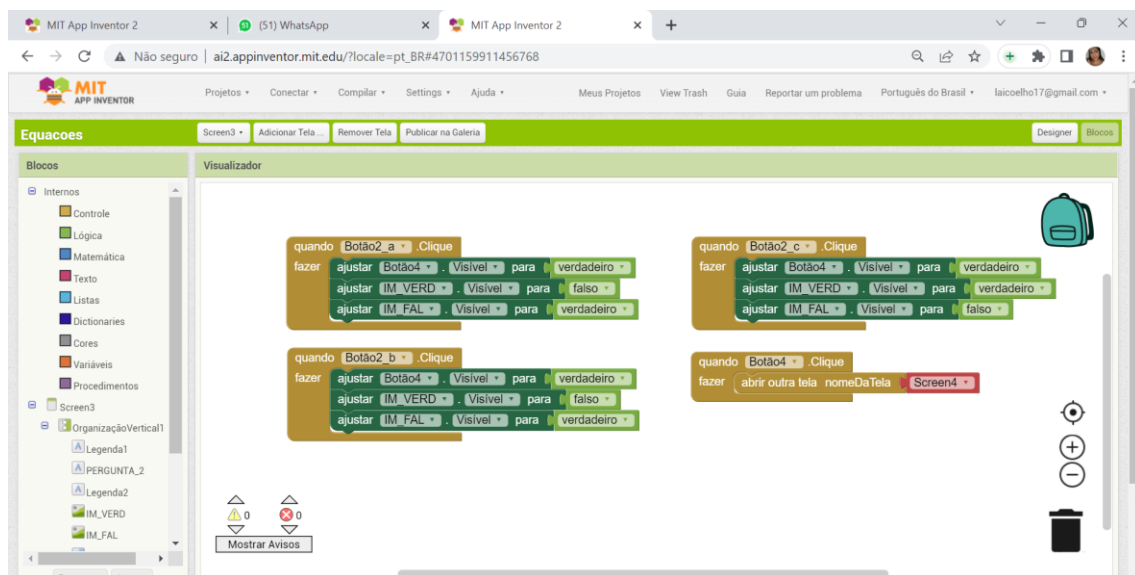 MIT App Inventor 2
(51) WhatsApp
MIT App Inventor 2
Não seguro ai2.appinventor.mit.edu/?locale=pt_BR#4701159911456768
MIT APP INVENTOR
Projetos Conectar Compilar Settings Ajuda Meus Projetos View Trash Guia Reportar um problema Português do Brasil laicoelho17@gmail.com
Equacoes Screen3 Adicionar Tela ... Remover Tela Publicar na Galeria Designer Blocos
Blocos
Internos
Controle
Lógica
Matemática
Texto
Listas
Dictionaries
Cores
Variáveis
Procedimentos
Screen3
OrganizaçãoVertical1
Legenda1
PERGUNTA_2
Legenda2
IM_VERD
IM_FAL
Visualizador
quando Botão2_a .Clique
fazer ajustar Botão4 . Visível para verdadeiro
ajustar IM_VERD . Visível para falso
ajustar IM_FAL . Visível para verdadeiro
quando Botão2_b .Clique
fazer ajustar Botão4 . Visível para verdadeiro
ajustar IM_VERD . Visível para falso
ajustar IM_FAL . Visível para verdadeiro
quando Botão2_c .Clique
fazer ajustar Botão4 . Visível para verdadeiro
ajustar IM_VERD . Visível para verdadeiro
ajustar IM_FAL . Visível para falso
quando Botão4 .Clique
fazer abrir outra tela nomeDaTela Screen4
0 0
Mostrar Avisos